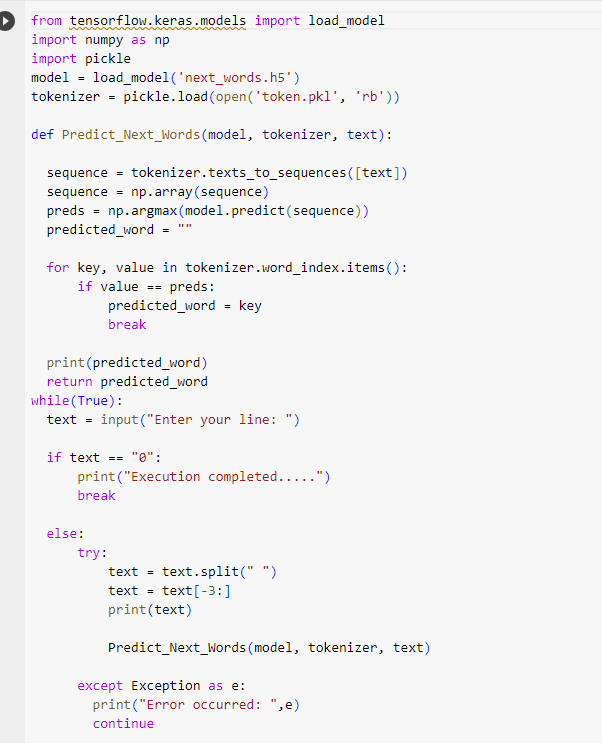 from tensorflow.keras.models import load_model
import numpy as np
import pickle
model = load_model('next_words.h5')
tokenizer = pickle.load(open('token.pkl', 'rb'))

def Predict_Next_Words(model, tokenizer, text):

  sequence = tokenizer.texts_to_sequences([text])
  sequence = np.array(sequence)
  preds = np.argmax(model.predict(sequence))
  predicted_word = ""

  for key, value in tokenizer.word_index.items():
      if value == preds:
          predicted_word = key
          break

  print(predicted_word)
  return predicted_word
while(True):
  text = input("Enter your line: ")

  if text == "0":
      print("Execution completed.....")
      break

  else:
      try:
          text = text.split(" ")
          text = text[-3:]
          print(text)

          Predict_Next_Words(model, tokenizer, text)

      except Exception as e:
        print("Error occurred: ",e)
        continue